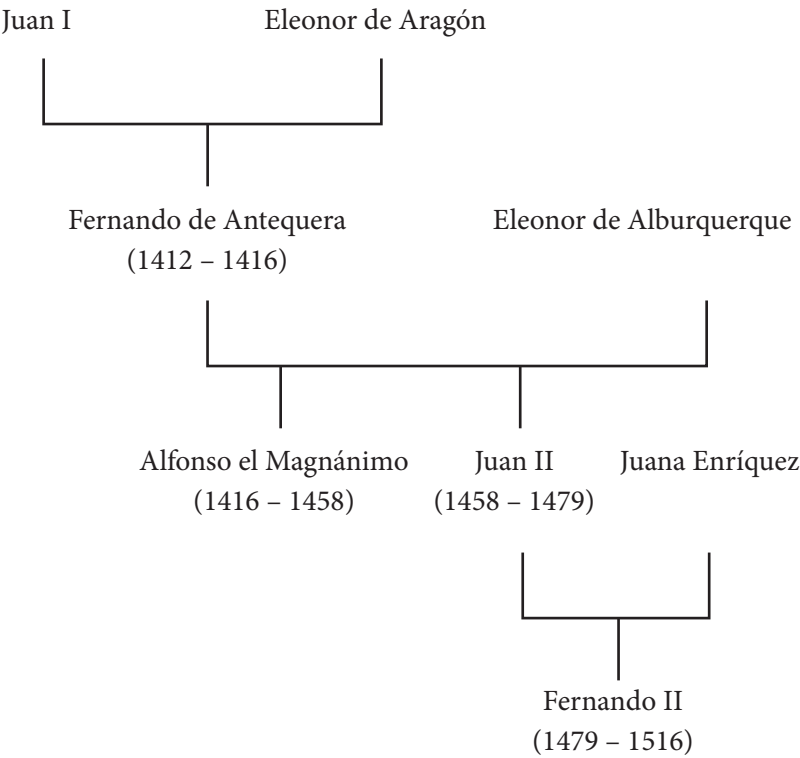 Juan I Eleonor de Aragón
Fernando de Antequera Eleonor de Alburquerque
(1412 – 1416)
Alfonso el Magnánimo Juan II Juana Enríquez
(1416 – 1458) (1458 – 1479)
Fernando II
(1479 – 1516)